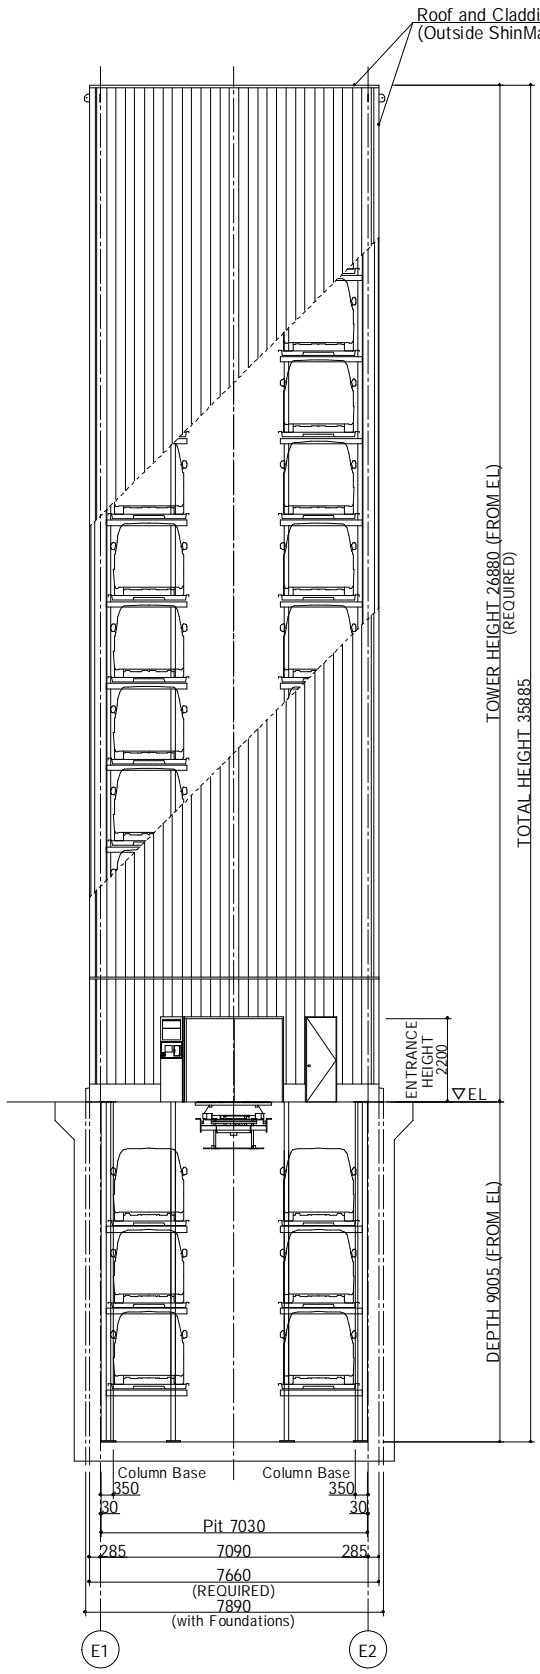 Roof and Claddi
(Outside ShinMa
TOWER HEIGHT 26880 (FROM EL)
(REQUIRED)
TOTAL HEIGHT 35885
ENTRANCE
HEIGHT
2200
▽EL
DEPTH 9005 (FROM EL)
Column Base Column Base
350 350
30 30
Pit 7030
285 7090 285
7660
(REQUIRED)
7890
(with Foundations)
E1 E2